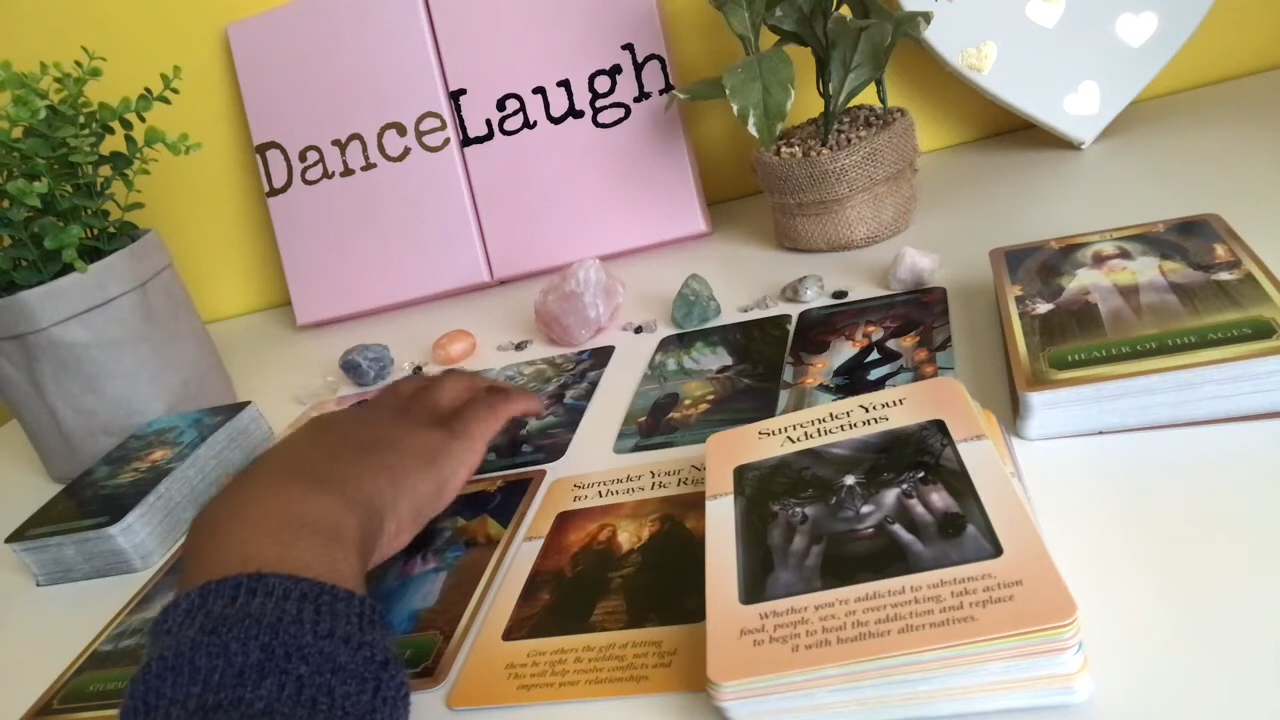 DanceLaugh
HEALER OF THE AGES
Surrender Your
Addictions
Whether you're addicted to substances,
food, people, sex, or overworking, take action
to begin to heal the addiction and replace
it with healthier alternatives.
Surrender Your
to Always Be
Give others the gift of letting
them be right. Be yielding, not rigid.
This will help resolve conflicts and
improve your relationships.